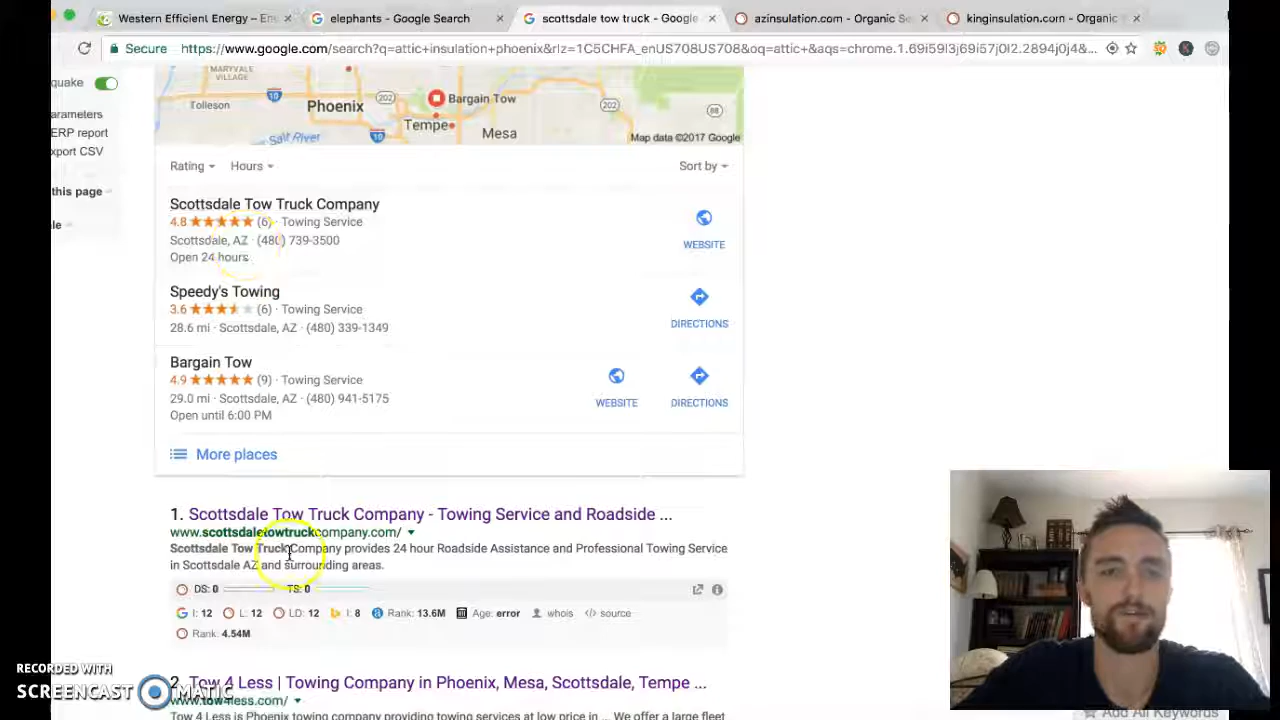 Western Efficient Energy – Ene
elephants - Google Search
scottsdale tow truck - Google
azinsulation.com - Organic Se
kinginsulation.com - Organic
Secure
https://www.google.com/search?q=attic+insulation+phoenix&rlz=1C5CHFA_enUS708US708&oq=attic+&aqs=chrome.1.69i59l3j69i57j0l2.2894j0j4&...
quake
arameters
ERP report
xport CSV
this page
le
MARYVALE
VILLAGE
Tolleson
10
Phoenix
202
Bargain Tow
202
88
Tempe
Salt River
10
Mesa
Map data ©2017 Google
Rating
Hours
Sort by
Scottsdale Tow Truck Company
4.8 ★★★★★ (6) · Towing Service
Scottsdale, AZ · (480) 739-3500
Open 24 hours
WEBSITE
Speedy's Towing
3.6 ★★★★★ (6) · Towing Service
28.6 mi · Scottsdale, AZ · (480) 339-1349
DIRECTIONS
Bargain Tow
4.9 ★★★★★ (9) · Towing Service
29.0 mi · Scottsdale, AZ · (480) 941-5175
Open until 6:00 PM
WEBSITE
DIRECTIONS
More places
1. Scottsdale Tow Truck Company - Towing Service and Roadside ...
www.scottsdaletowtruckcompany.com/
Scottsdale Tow Truck Company provides 24 hour Roadside Assistance and Professional Towing Service
in Scottsdale AZ and surrounding areas.
DS: 0
TS: 0
I: 12
L: 12
LD: 12
I: 8
Rank: 13.6M
Age: error
whois
</> source
Rank: 4.54M
2. Tow 4 Less | Towing Company in Phoenix, Mesa, Scottsdale, Tempe ...
www.tow4less.com/
Tow 4 Less is Phoenix towing company providing towing services at low price in ... We offer a large fleet
Add All Keywords
RECORDED WITH
SCREENCAST MATIC